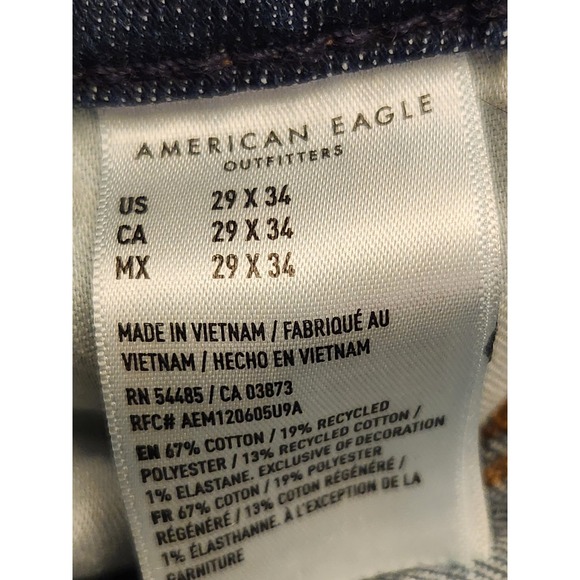 AMERICAN EAGLE
OUTFITTERS
US 29 X 34
CA 29 X 34
MX 29 X 34
MADE IN VIETNAM / FABRIQUÉ AU
VIETNAM / HECHO EN VIETNAM
RN 54485 / CA 03873
RFC# AEM120605U9A
EN 67% COTTON / 19% RECYCLED
POLYESTER / 13% RECYCLED COTTON /
1% ELASTANE. EXCLUSIVE OF DECORATION
FR 67% COTON / 19% POLYESTER
RÉGÉNÉRÉ / 13% COTON RÉGÉNÉRÉ /
1% ÉLASTHANNE. À L'EXCEPTION DE LA
GARNITURE